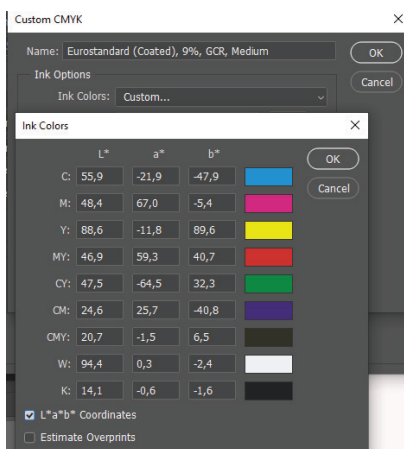 Custom CMYK
Name: Eurostandard (Coated), 9%, GCR, Medium
OK
Ink Options
Cancel
Ink Colors: Custom...
Ink Colors
L* a* b*
OK
C: 55,9 -21,9 -47,9
Cancel
M: 48,4 67,0 -5,4
Y: 88,6 -11,8 89,6
MY: 46,9 59,3 40,7
CY: 47,5 -64,5 32,3
CM: 24,6 25,7 -40,8
CMY: 20,7 -1,5 6,5
W: 94,4 0,3 -2,4
K: 14,1 -0,6 -1,6
L*a*b* Coordinates
Estimate Overprints